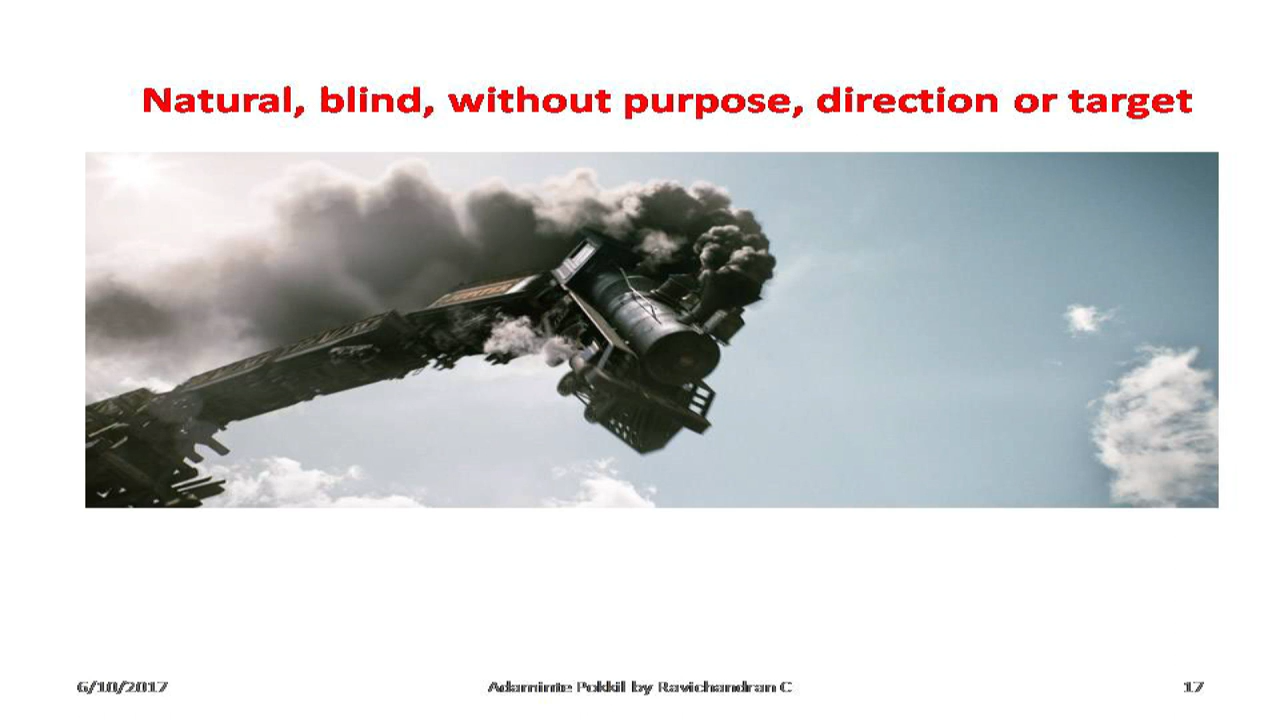 Natural, blind, without purpose, direction or target
6/10/2017
Adaminte Pokkil by Ravichandran C
17